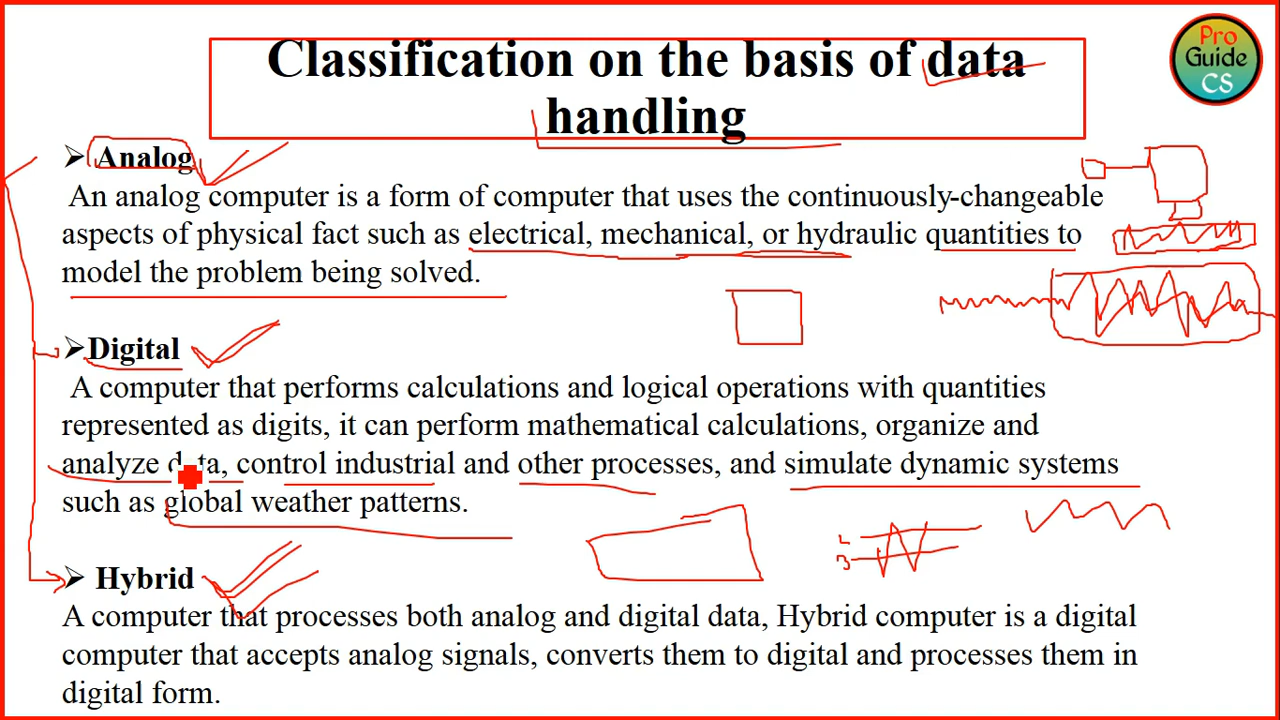 Classification on the basis of data
handling
Pro
Guide
CS
➢ Analog
An analog computer is a form of computer that uses the continuously-changeable
aspects of physical fact such as electrical, mechanical, or hydraulic quantities to
model the problem being solved.
➢Digital
A computer that performs calculations and logical operations with quantities
represented as digits, it can perform mathematical calculations, organize and
analyze data, control industrial and other processes, and simulate dynamic systems
such as global weather patterns.
➢ Hybrid
A computer that processes both analog and digital data, Hybrid computer is a digital
computer that accepts analog signals, converts them to digital and processes them in
digital form.